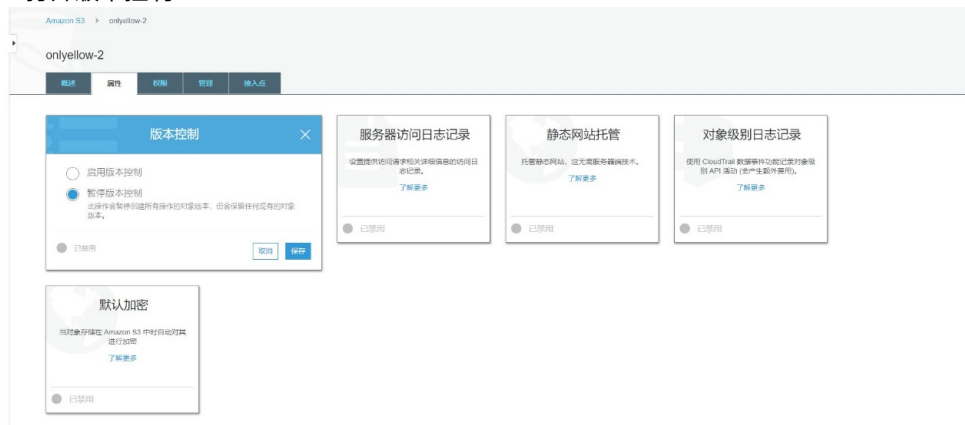 Amazon S3 > onlyellow-2
onlyellow-2
概述 属性 权限 管理 接入点
版本控制
启用版本控制
暂停版本控制
此操作会暂停创建所有操作的对象版本，但会保留任何现有的对象
版本。
已禁用
取消 保存
服务器访问日志记录
设置提供访问请求相关详细信息的访问日
志记录。
了解更多
已禁用
静态网站托管
托管静态网站，这无需服务器端技术。
了解更多
已禁用
对象级别日志记录
使用 CloudTrail 数据事件功能记录对象级
别 API 活动 (会产生额外费用)。
了解更多
已禁用
默认加密
当对象存储在 Amazon S3 中时自动对其
进行加密
了解更多
已禁用